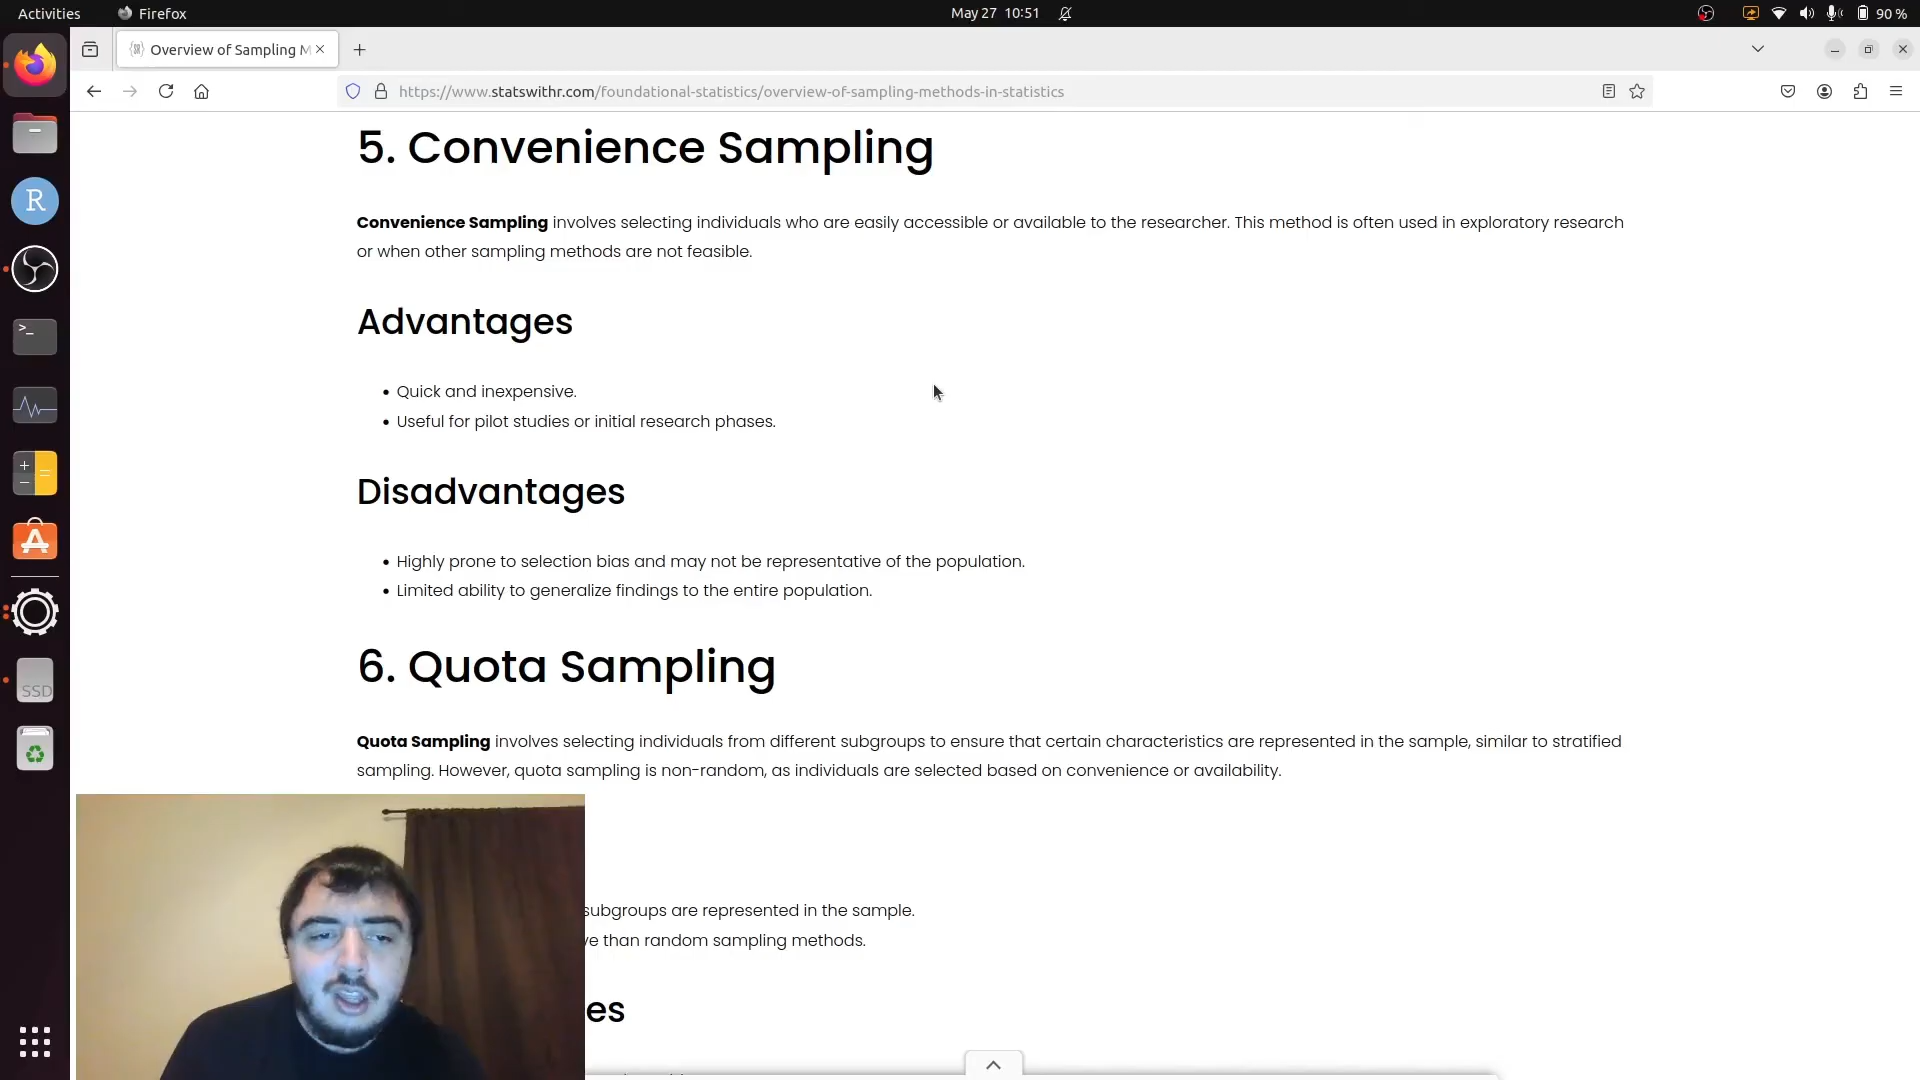 Activities
Firefox
May 27 10:51
90 %
Overview of Sampling M
https://www.statswithr.com/foundational-statistics/overview-of-sampling-methods-in-statistics
5. Convenience Sampling
Convenience Sampling involves selecting individuals who are easily accessible or available to the researcher. This method is often used in exploratory research
or when other sampling methods are not feasible.
Advantages
• Quick and inexpensive.
• Useful for pilot studies or initial research phases.
Disadvantages
• Highly prone to selection bias and may not be representative of the population.
• Limited ability to generalize findings to the entire population.
6. Quota Sampling
Quota Sampling involves selecting individuals from different subgroups to ensure that certain characteristics are represented in the sample, similar to stratified
sampling. However, quota sampling is non-random, as individuals are selected based on convenience or availability.
subgroups are represented in the sample.
than random sampling methods.
es
R
>_
SSD